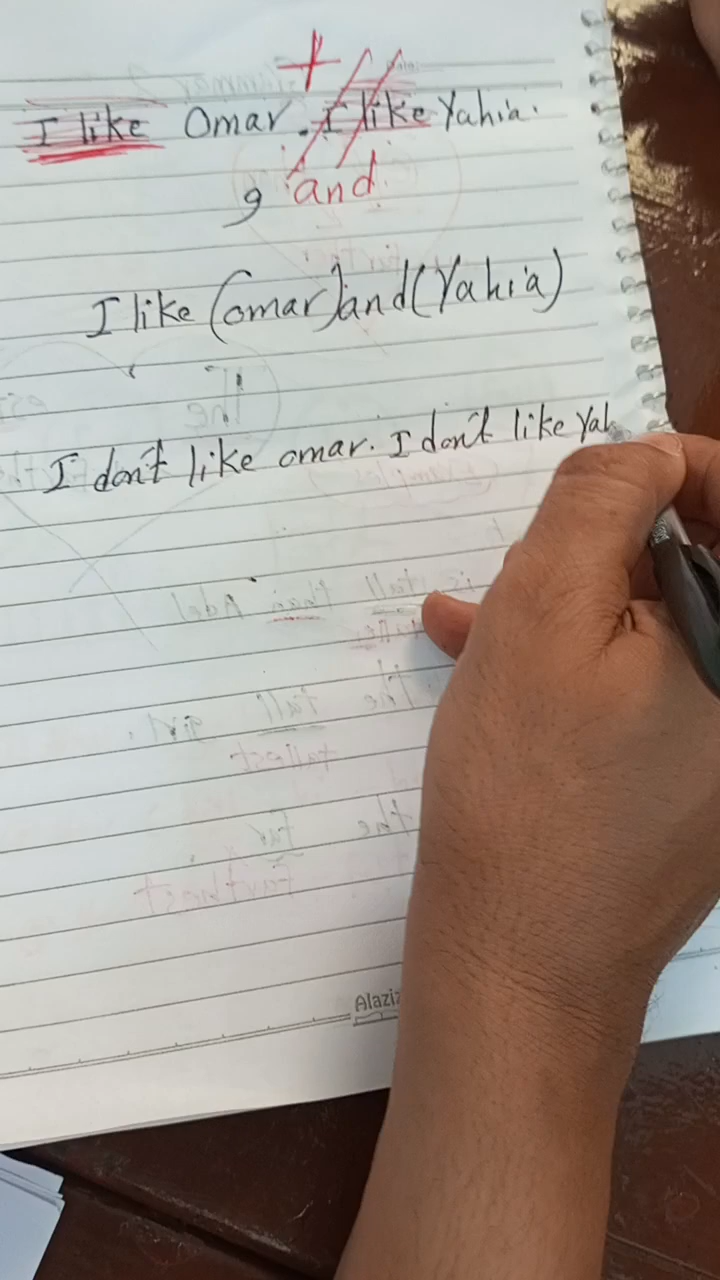 +
I like Omar. I like Yahia.
و and
I like (omar) and (Yahia)
I don't like omar. I don't like Yah
Alaziz